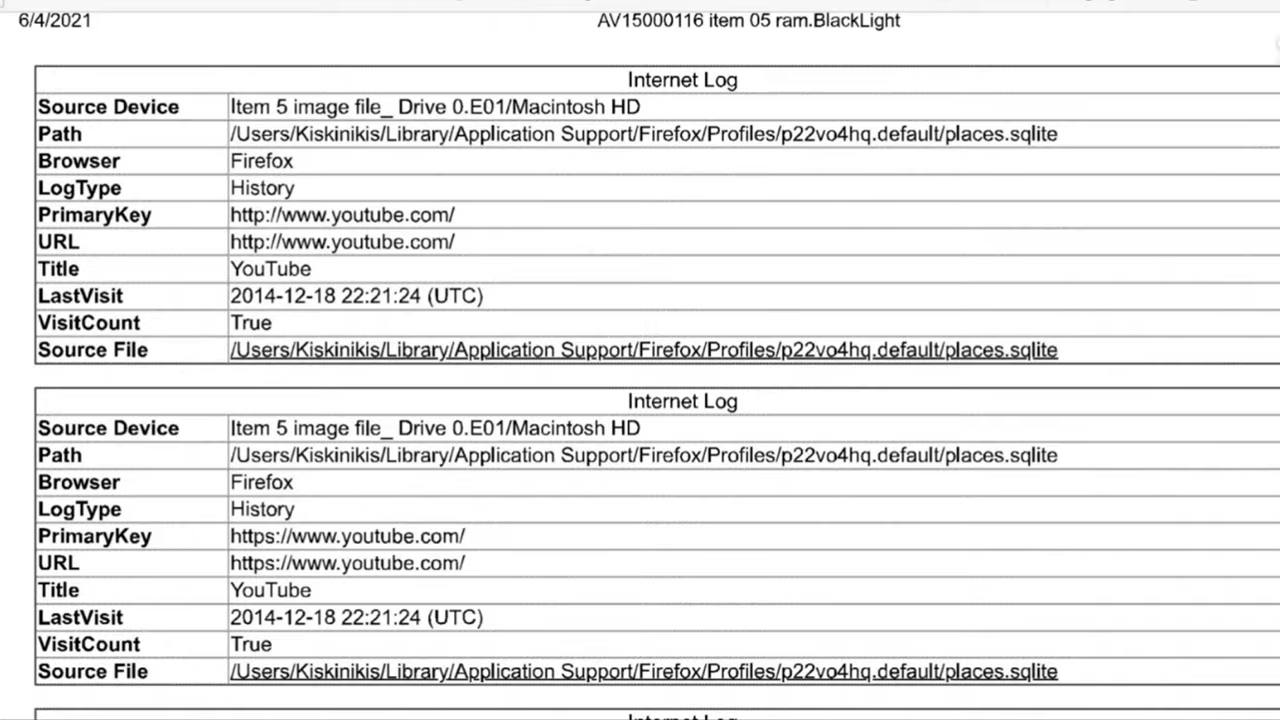 6/4/2021 AV15000116 item 05 ram.BlackLight
Internet Log
Source Device Item 5 image file_ Drive 0.E01/Macintosh HD
Path /Users/Kiskinikis/Library/Application Support/Firefox/Profiles/p22vo4hq.default/places.sqlite
Browser Firefox
LogType History
PrimaryKey http://www.youtube.com/
URL http://www.youtube.com/
Title YouTube
LastVisit 2014-12-18 22:21:24 (UTC)
VisitCount True
Source File /Users/Kiskinikis/Library/Application Support/Firefox/Profiles/p22vo4hq.default/places.sqlite
Internet Log
Source Device Item 5 image file_ Drive 0.E01/Macintosh HD
Path /Users/Kiskinikis/Library/Application Support/Firefox/Profiles/p22vo4hq.default/places.sqlite
Browser Firefox
LogType History
PrimaryKey https://www.youtube.com/
URL https://www.youtube.com/
Title YouTube
LastVisit 2014-12-18 22:21:24 (UTC)
VisitCount True
Source File /Users/Kiskinikis/Library/Application Support/Firefox/Profiles/p22vo4hq.default/places.sqlite
Internet Log